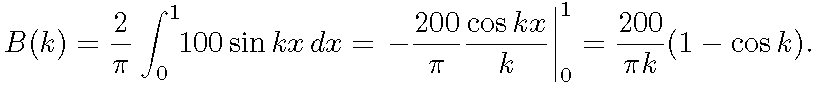 $B(k) = \frac{2}{\pi} \int_0^1 100 \sin kx \, dx = -\frac{200}{\pi} \frac{\cos kx}{k} \Big|_0^1 = \frac{200}{\pi k}(1 - \cos k).$